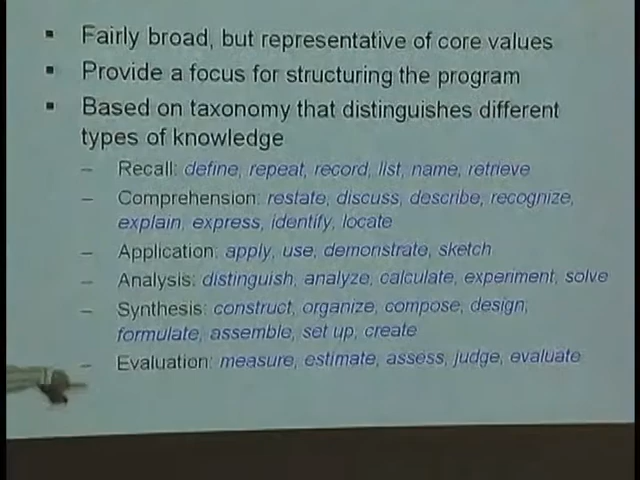 ▪ Fairly broad, but representative of core values
▪ Provide a focus for structuring the program
▪ Based on taxonomy that distinguishes different
types of knowledge
– Recall: define, repeat, record, list, name, retrieve
– Comprehension: restate, discuss, describe, recognize,
explain, express, identify, locate
– Application: apply, use, demonstrate, sketch
– Analysis: distinguish, analyze, calculate, experiment, solve
– Synthesis: construct, organize, compose, design,
formulate, assemble, set up, create
– Evaluation: measure, estimate, assess, judge, evaluate